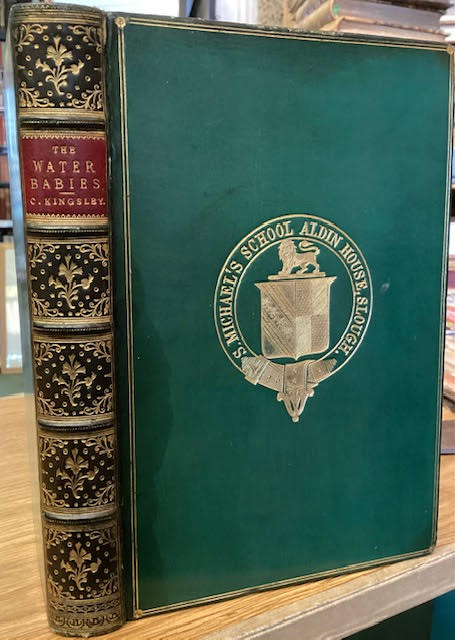 THE
WATER
BABIES
C. KINGSLEY.
S. MICHAEL'S SCHOOL ALDIN HOUSE, SLOUGH.